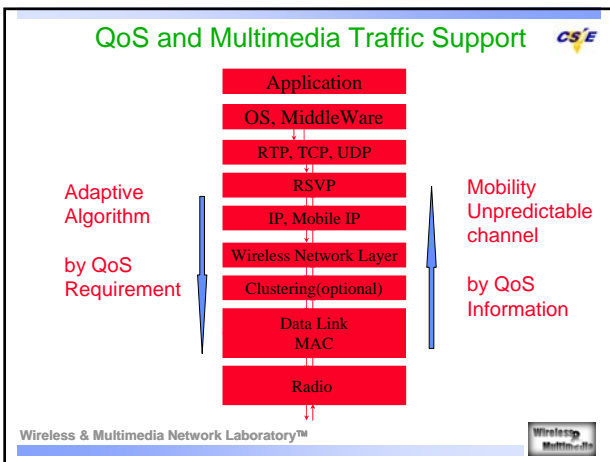 QoS and Multimedia Traffic Support
CSIE
Application
OS, MiddleWare
RTP, TCP, UDP
RSVP
IP, Mobile IP
Wireless Network Layer
Clustering(optional)
Data Link
MAC
Radio
Adaptive
Algorithm
by QoS
Requirement
Mobility
Unpredictable
channel
by QoS
Information
Wireless & Multimedia Network Laboratory™
Wireless
Multimedia